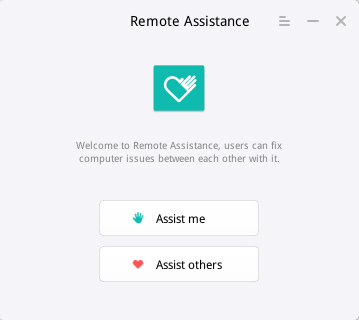 Remote Assistance
Welcome to Remote Assistance, users can fix
computer issues between each other with it.
Assist me
Assist others